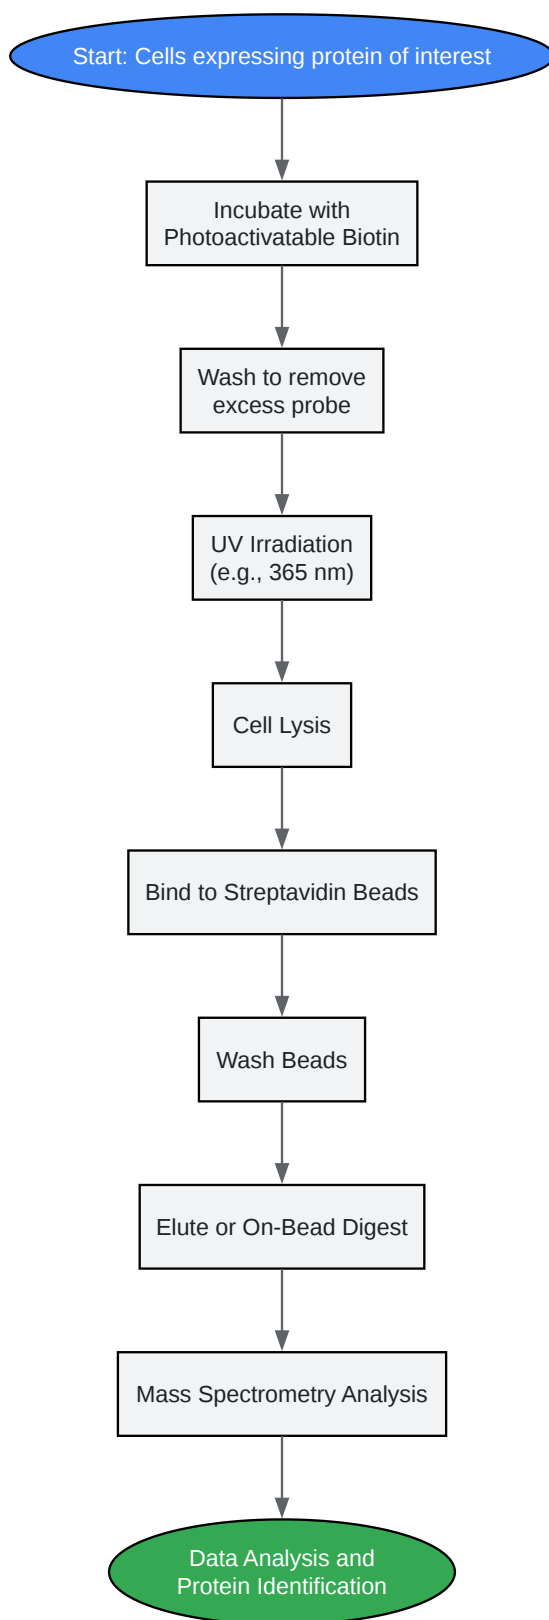 Start: Cells expressing protein of interest
Incubate with
Photoactivatable Biotin
Wash to remove
excess probe
UV Irradiation
(e.g., 365 nm)
Cell Lysis
Bind to Streptavidin Beads
Wash Beads
Elute or On-Bead Digest
Mass Spectrometry Analysis
Data Analysis and
Protein Identification